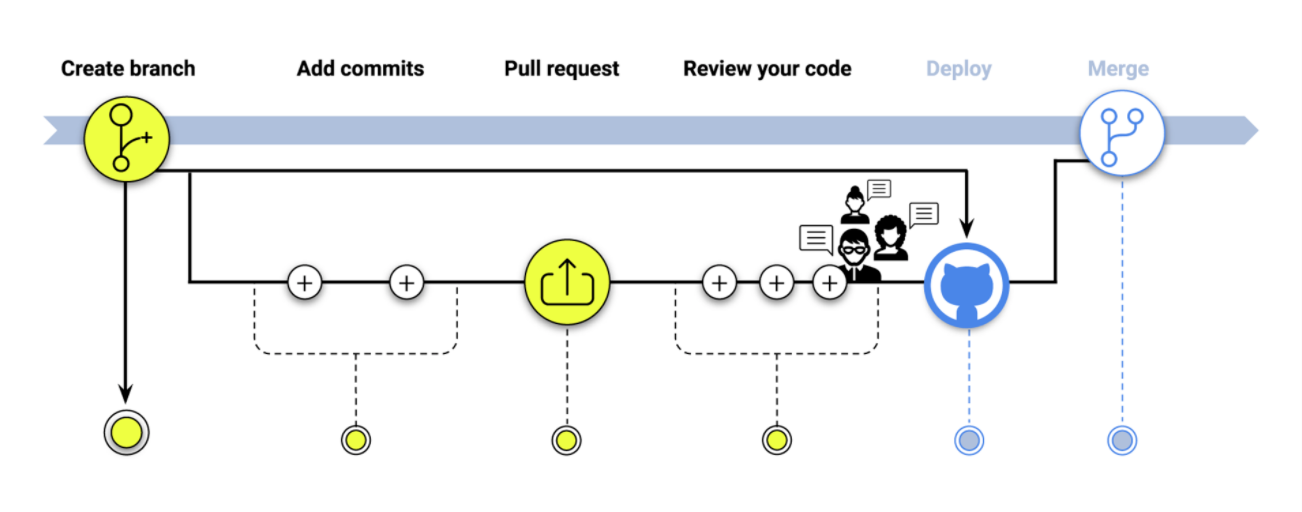 Create branch
Add commits
Pull request
Review your code
Deploy
Merge